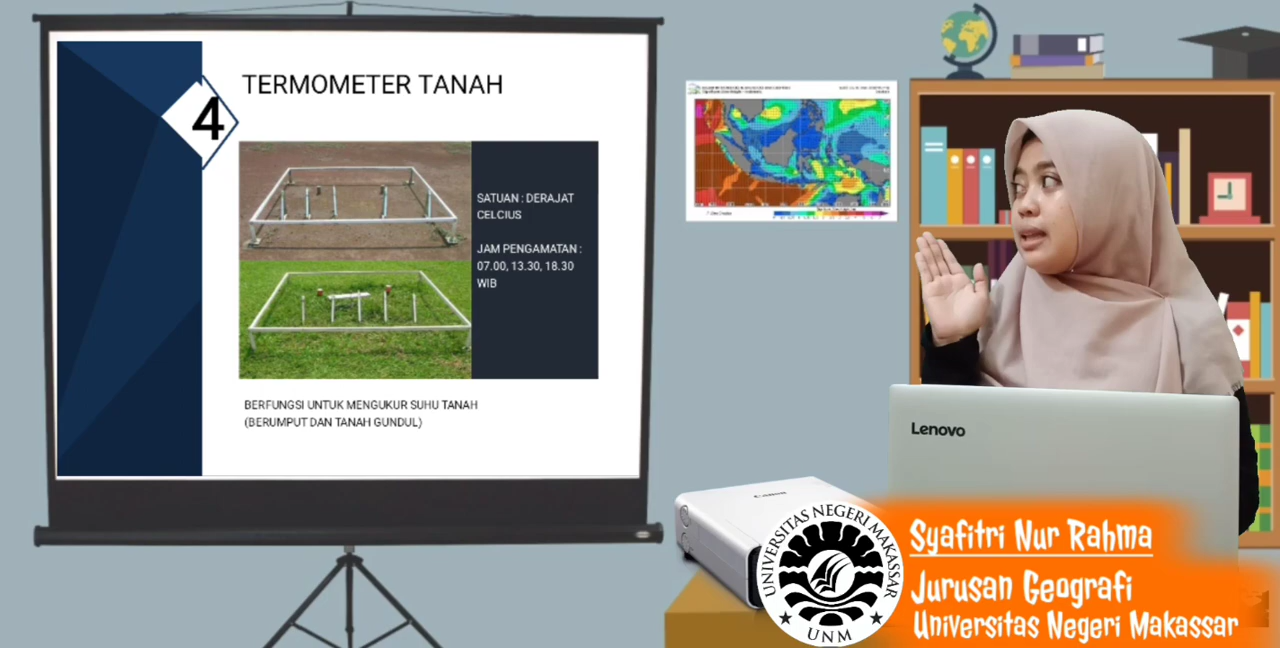 4
TERMOMETER TANAH
SATUAN : DERAJAT
CELCIUS
JAM PENGAMATAN :
07.00, 13.30, 18.30
WIB
BERFUNGSI UNTUK MENGUKUR SUHU TANAH
(BERUMPUT DAN TANAH GUNDUL)
Lenovo
Canon
UNIVERSITAS NEGERI MAKASSAR
UNM
Syafitri Nur Rahma
Jurusan Geografi
Universitas Negeri Makassar